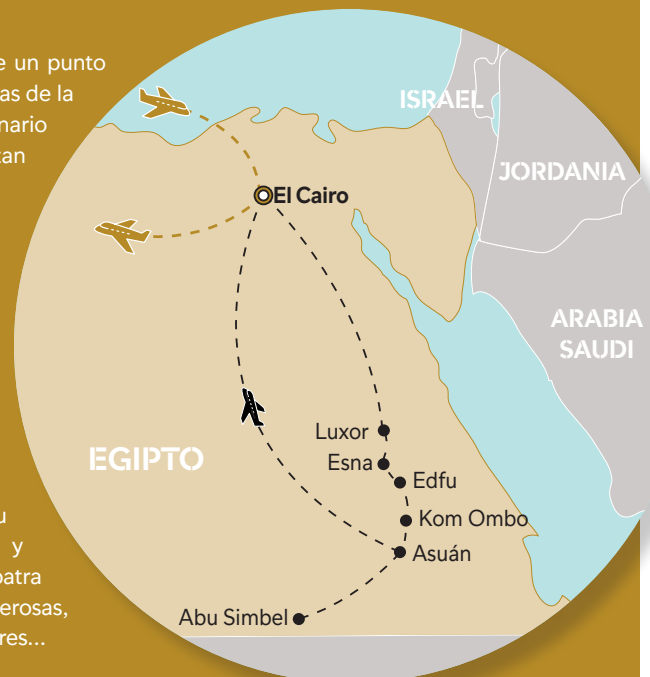 e un punto
as de la
nario
tan
u
y
patra
erosas,
res...
ISRAEL
JORDANIA
El Cairo
ARABIA
SAUDI
Luxor
Esna
EGIPTO
Edfu
Kom Ombo
Asuán
Abu Simbel